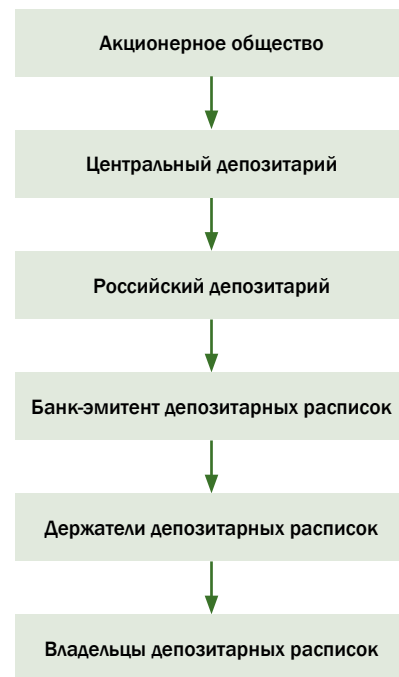 Акционерное общество
Центральный депозитарий
Российский депозитарий
Банк-эмитент депозитарных расписок
Держатели депозитарных расписок
Владельцы депозитарных расписок